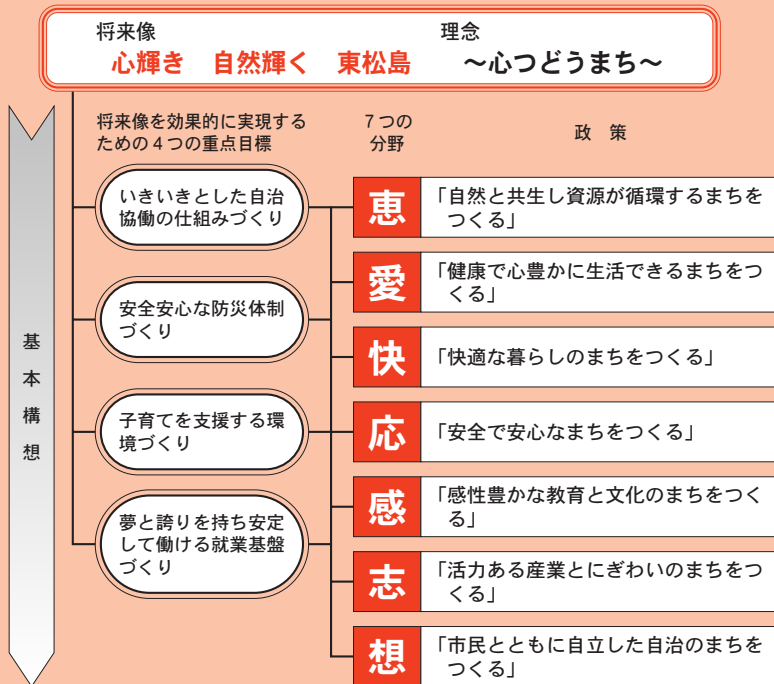 将来像
心輝き　自然輝く　東松島
理念
～心つどうまち～
基本構想
将来像を効果的に実現する
ための４つの重点目標
いきいきとした自治
協働の仕組みづくり
安全安心な防災体制
づくり
子育てを支援する環
境づくり
夢と誇りを持ち安定
して働ける就業基盤
づくり
７つの
分野
政　策
恵
「自然と共生し資源が循環するまちを
つくる」
愛
「健康で心豊かに生活できるまちをつ
くる」
快
「快適な暮らしのまちをつくる」
応
「安全で安心なまちをつくる」
感
「感性豊かな教育と文化のまちをつく
る」
志
「活力ある産業とにぎわいのまちをつ
くる」
想
「市民とともに自立した自治のまちを
つくる」